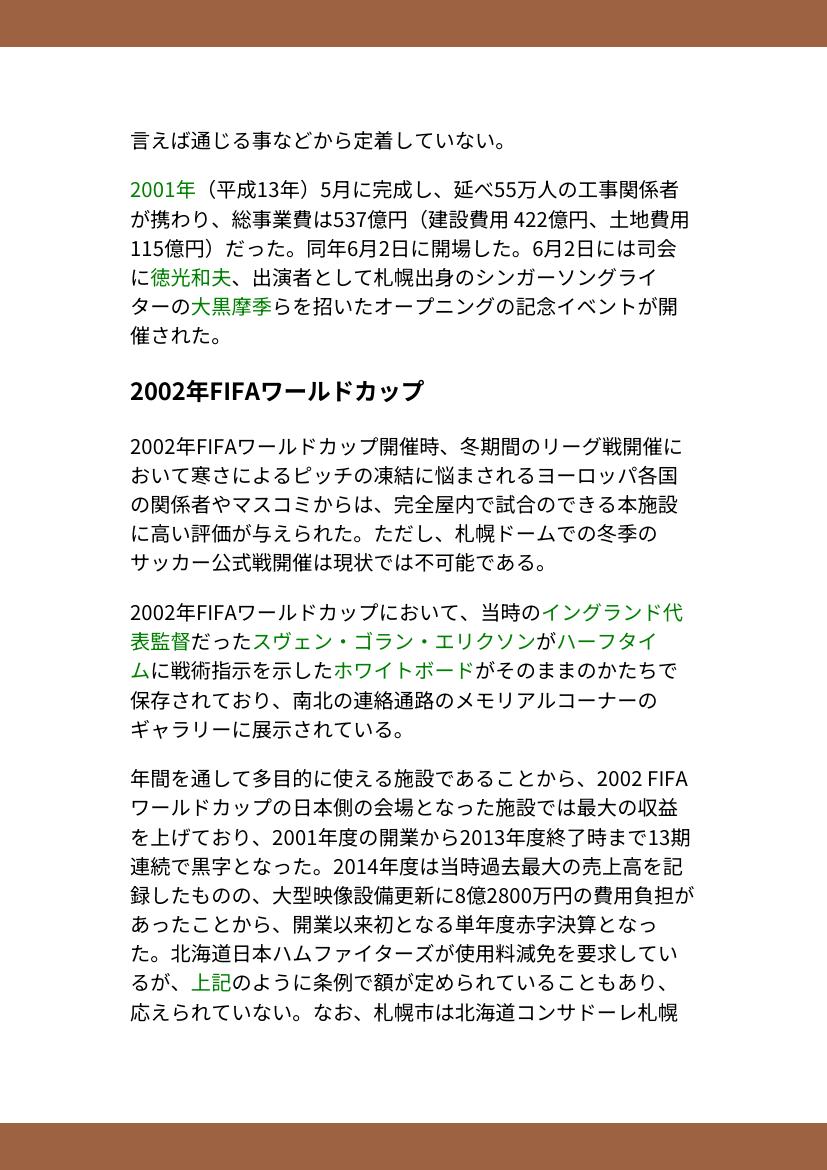 言えば通じる事などから定着していない。
2001年（平成13年）5月に完成し、延べ55万人の工事関係者
が携わり、総事業費は537億円（建設費用 422億円、土地費用
115億円）だった。同年6月2日に開場した。6月2日には司会
に徳光和夫、出演者として札幌出身のシンガーソングライ
ターの大黒摩季らを招いたオープニングの記念イベントが開
催された。
2002年FIFAワールドカップ
2002年FIFAワールドカップ開催時、冬期間のリーグ戦開催に
おいて寒さによるピッチの凍結に悩まされるヨーロッパ各国
の関係者やマスコミからは、完全屋内で試合のできる本施設
に高い評価が与えられた。ただし、札幌ドームでの冬季の
サッカー公式戦開催は現状では不可能である。
2002年FIFAワールドカップにおいて、当時のイングランド代
表監督だったスヴェン・ゴラン・エリクソンがハーフタイ
ムに戦術指示を示したホワイトボードがそのままのかたちで
保存されており、南北の連絡通路のメモリアルコーナーの
ギャラリーに展示されている。
年間を通して多目的に使える施設であることから、2002 FIFA
ワールドカップの日本側の会場となった施設では最大の収益
を上げており、2001年度の開業から2013年度終了時まで13期
連続で黒字となった。2014年度は当時過去最大の売上高を記
録したものの、大型映像設備更新に8億2800万円の費用負担が
あったことから、開業以来初となる単年度赤字決算となっ
た。北海道日本ハムファイターズが使用料減免を要求してい
るが、上記のように条例で額が定められていることもあり、
応えられていない。なお、札幌市は北海道コンサドーレ札幌